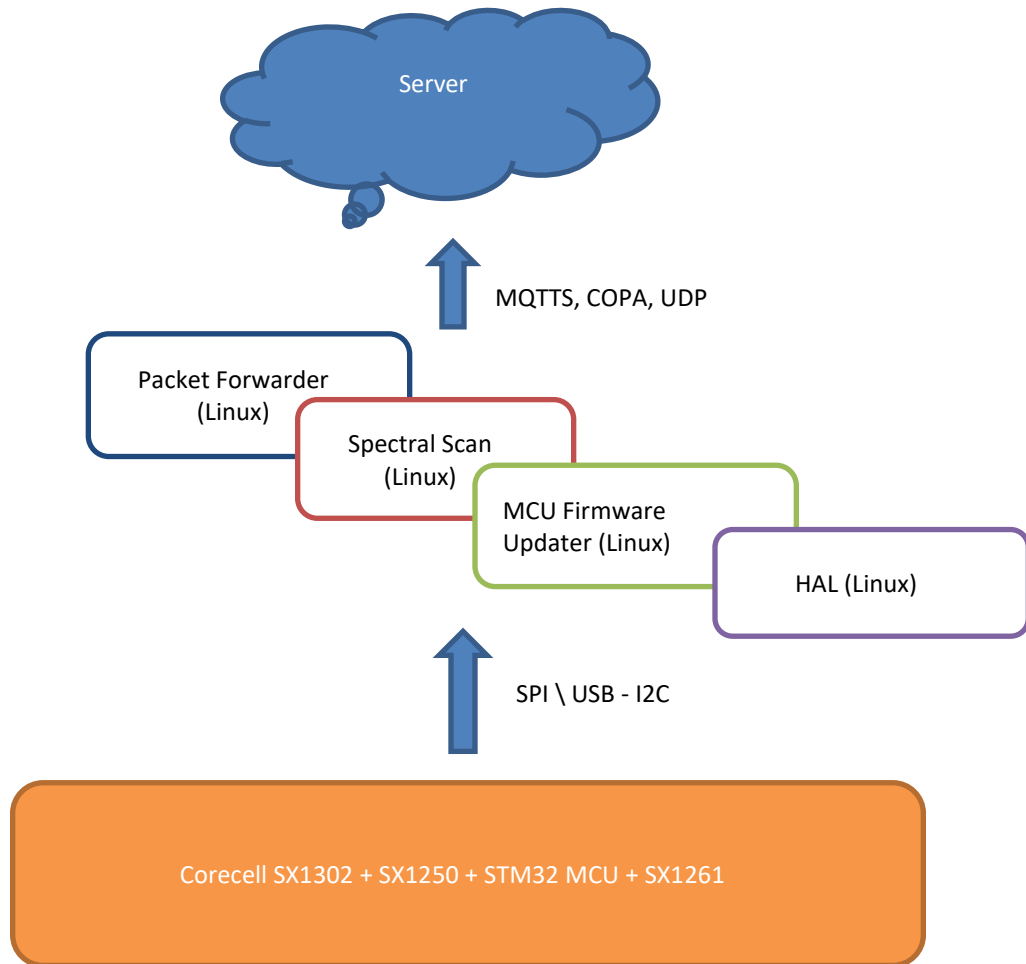 Server
MQTTS, COPA, UDP
Packet Forwarder
(Linux)
Spectral Scan
(Linux)
MCU Firmware
Updater (Linux)
HAL (Linux)
SPI \ USB - I2C
Corecell SX1302 + SX1250 + STM32 MCU + SX1261